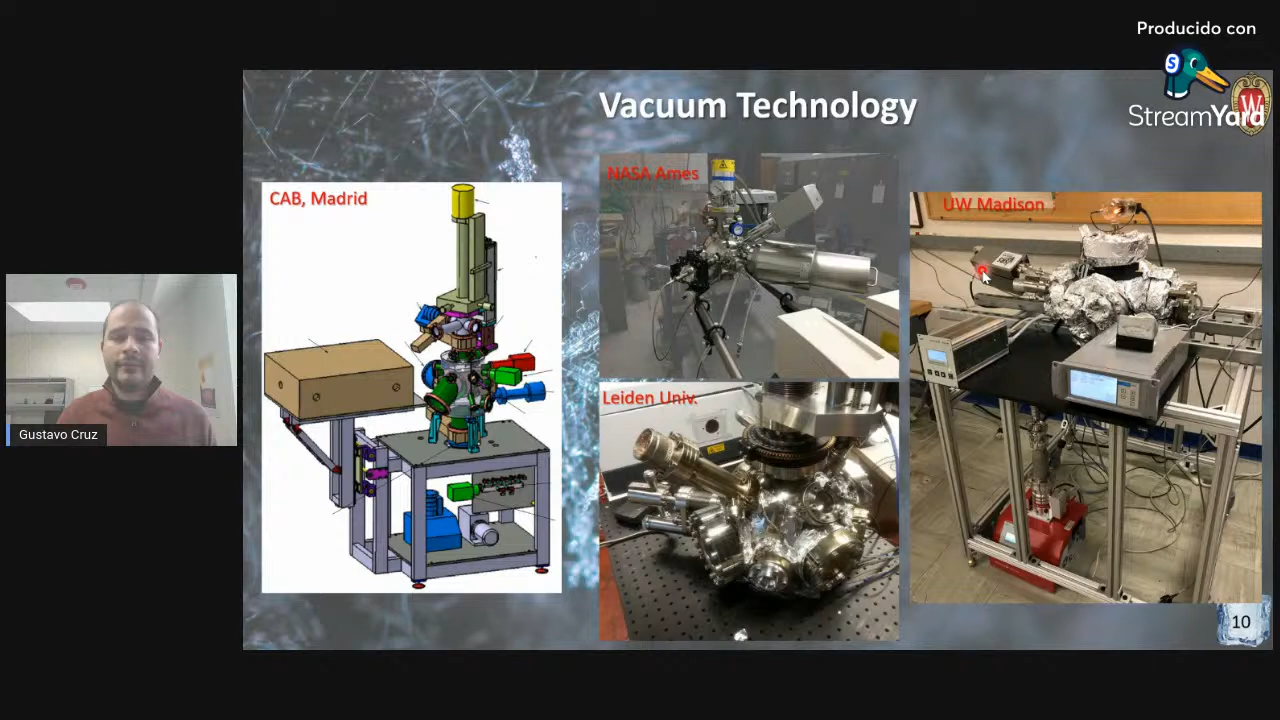 Producido con
StreamYard
Vacuum Technology
CAB, Madrid
NASA Ames
UW Madison
Leiden Univ.
Gustavo Cruz
10
W
S